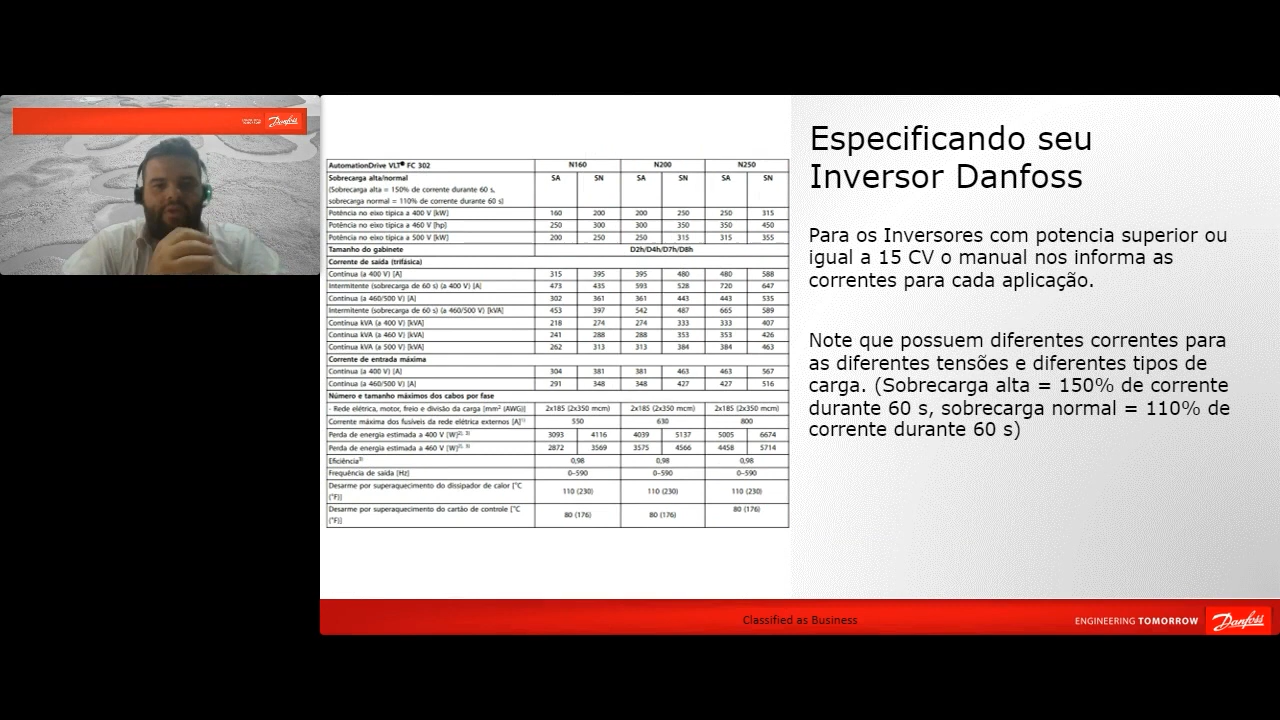 Danfoss
AutomationDrive VLT® FC 302 N160 N200 N250
Sobrecarga alta/normal SA SN SA SN SA SN
(Sobrecarga alta = 150% de corrente durante 60 s,
sobrecarga normal = 110% de corrente durante 60 s)
Potência no eixo típica a 400 V [kW] 160 200 200 250 250 315
Potência no eixo típica a 460 V [hp] 250 300 300 350 350 450
Potência no eixo típica a 500 V [kW] 200 250 250 315 315 355
Tamanho do gabinete D2h/D4h/D7h/D8h
Corrente de saída (trifásica)
Contínua (a 400 V) [A] 315 395 395 480 480 588
Intermitente (sobrecarga de 60 s) (a 400 V) [A] 473 435 593 528 720 647
Contínua (a 460/500 V) [A] 302 361 361 443 443 535
Intermitente (sobrecarga de 60 s) (a 460/500 V) [kVA] 453 397 542 487 665 589
Contínua kVA (a 400 V) [kVA] 218 274 274 333 333 407
Contínua kVA (a 460 V) [kVA] 241 288 288 353 353 426
Contínua kVA (a 500 V) [kVA] 262 313 313 384 384 463
Corrente de entrada máxima
Contínua (a 400 V) [A] 304 381 381 463 463 567
Contínua (a 460/500 V) [A] 291 348 348 427 427 516
Número e tamanho máximos dos cabos por fase
- Rede elétrica, motor, freio e divisão da carga [mm² (AWG)] 2x185 (2x350 mcm) 2x185 (2x350 mcm) 2x185 (2x350 mcm)
Corrente máxima dos fusíveis da rede elétrica externos [A]¹⁾ 550 630 800
Perda de energia estimada a 400 V [W]²⁾, ³⁾ 3093 4116 4039 5137 5005 6674
Perda de energia estimada a 460 V [W]²⁾, ³⁾ 2872 3569 3575 4566 4458 5714
Eficiência³⁾ 0,98 0,98 0,98
Frequência de saída [Hz] 0–590 0–590 0–590
Desarme por superaquecimento do dissipador de calor [°C
(°F)] 110 (230) 110 (230) 110 (230)
Desarme por superaquecimento do cartão de controle [°C
(°F)] 80 (176) 80 (176) 80 (176)
Especificando seu
Inversor Danfoss
Para os Inversores com potencia superior ou
igual a 15 CV o manual nos informa as
correntes para cada aplicação.
Note que possuem diferentes correntes para
as diferentes tensões e diferentes tipos de
carga. (Sobrecarga alta = 150% de corrente
durante 60 s, sobrecarga normal = 110% de
corrente durante 60 s)
Classified as Business
ENGINEERING TOMORROW
Danfoss